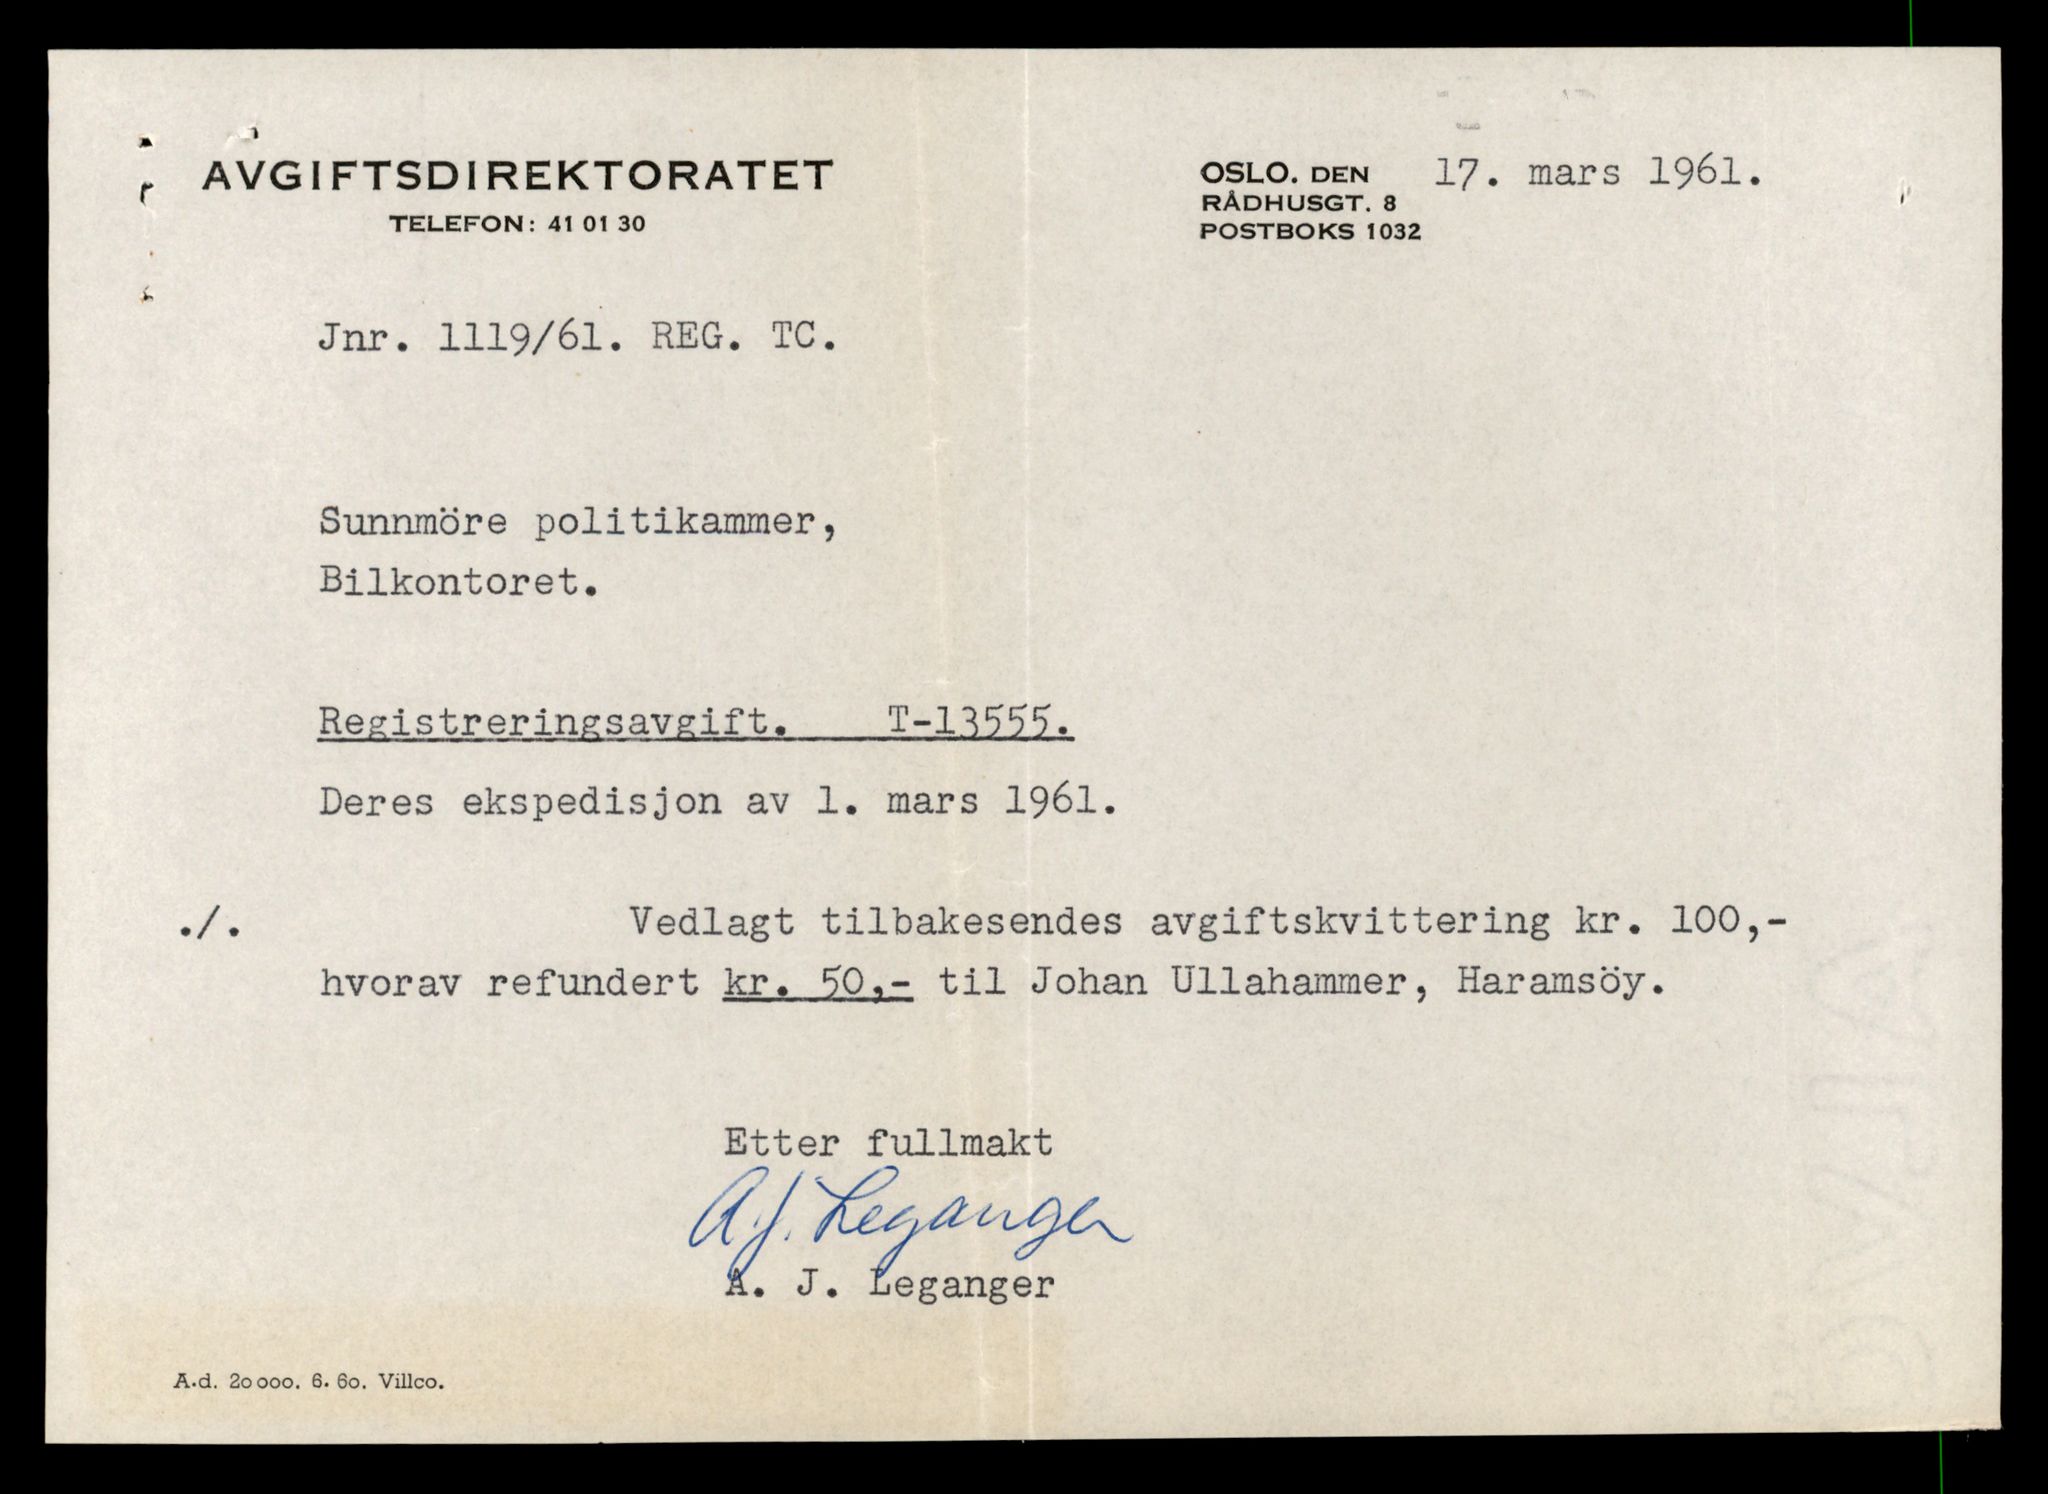 AVGIFTSDIREKTORATET
TELEFON: 41 01 30
OSLO. DEN 17. mars 1961.
RÅDHUSGT. 8
POSTBOKS 1032
Jnr. 1119/61. REG. TC.
Sunnmöre politikammer,
Bilkontoret.
Registreringsavgift. T-13555.
Deres ekspedisjon av 1. mars 1961.
./. Vedlagt tilbakesendes avgiftskvittering kr. 100,-
hvorav refundert kr. 50,- til Johan Ullahammer, Haramsöy.
Etter fullmakt
A. J. Leganger
A. J. Leganger
A.d. 20000. 6. 60. Villco.